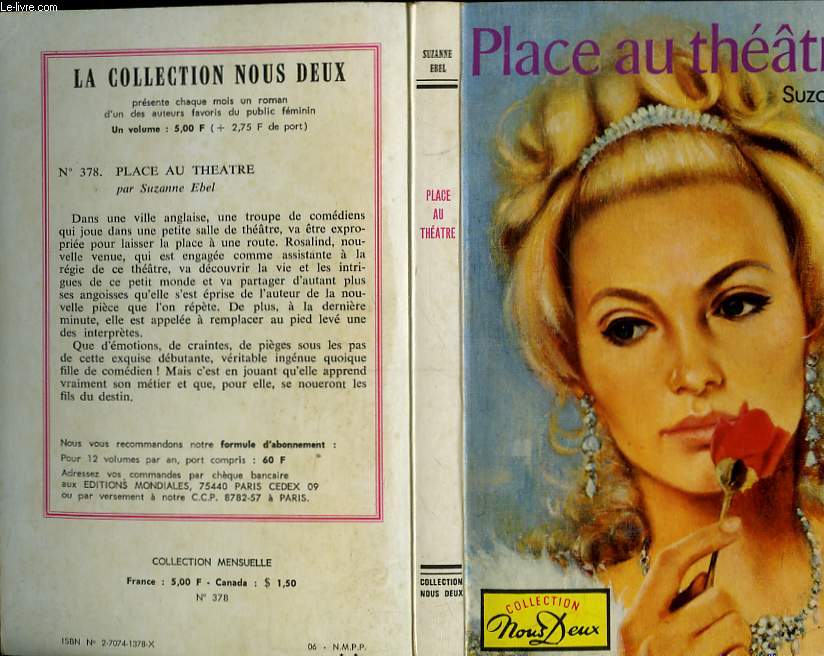 Le-livre.com
LA COLLECTION NOUS DEUX
présente chaque mois un roman
d'un des auteurs favoris du public féminin
Un volume : 5,00 F (+ 2,75 F de port)
N° 378. PLACE AU THEATRE
par Suzanne Ebel
Dans une ville anglaise, une troupe de comédiens
qui joue dans une petite salle de théâtre, va être expro-
priée pour laisser la place à une route. Rosalind, nou-
velle venue, qui est engagée comme assistante à la
régie de ce théâtre, va découvrir la vie et les intri-
gues de ce petit monde et va partager d'autant plus
ses angoisses qu'elle s'est éprise de l'auteur de la nou-
velle pièce que l'on répète. De plus, à la dernière
minute, elle est appelée à remplacer au pied levé une
des interprètes.
Que d'émotions, de craintes, de pièges sous les pas
de cette exquise débutante, véritable ingénue quoique
fille de comédien ! Mais c'est en jouant qu'elle apprend
vraiment son métier et que, pour elle, se noueront les
fils du destin.
Nous vous recommandons notre formule d'abonnement :
Pour 12 volumes par an, port compris : 60 F
Adressez vos commandes par chèque bancaire
aux EDITIONS MONDIALES, 75440 PARIS CEDEX 09
ou par versement à notre C.C.P. 8782-57 à PARIS.
COLLECTION MENSUELLE
France : 5,00 F - Canada : $ 1,50
N° 378
ISBN N° 2-7074-1378-X
06 - N.M.P.P.
SUZANNE
EBEL
PLACE
AU
THÉATRE
COLLECTION
NOUS DEUX
Place au théâtr
Suza
COLLECTION
Nous Deux